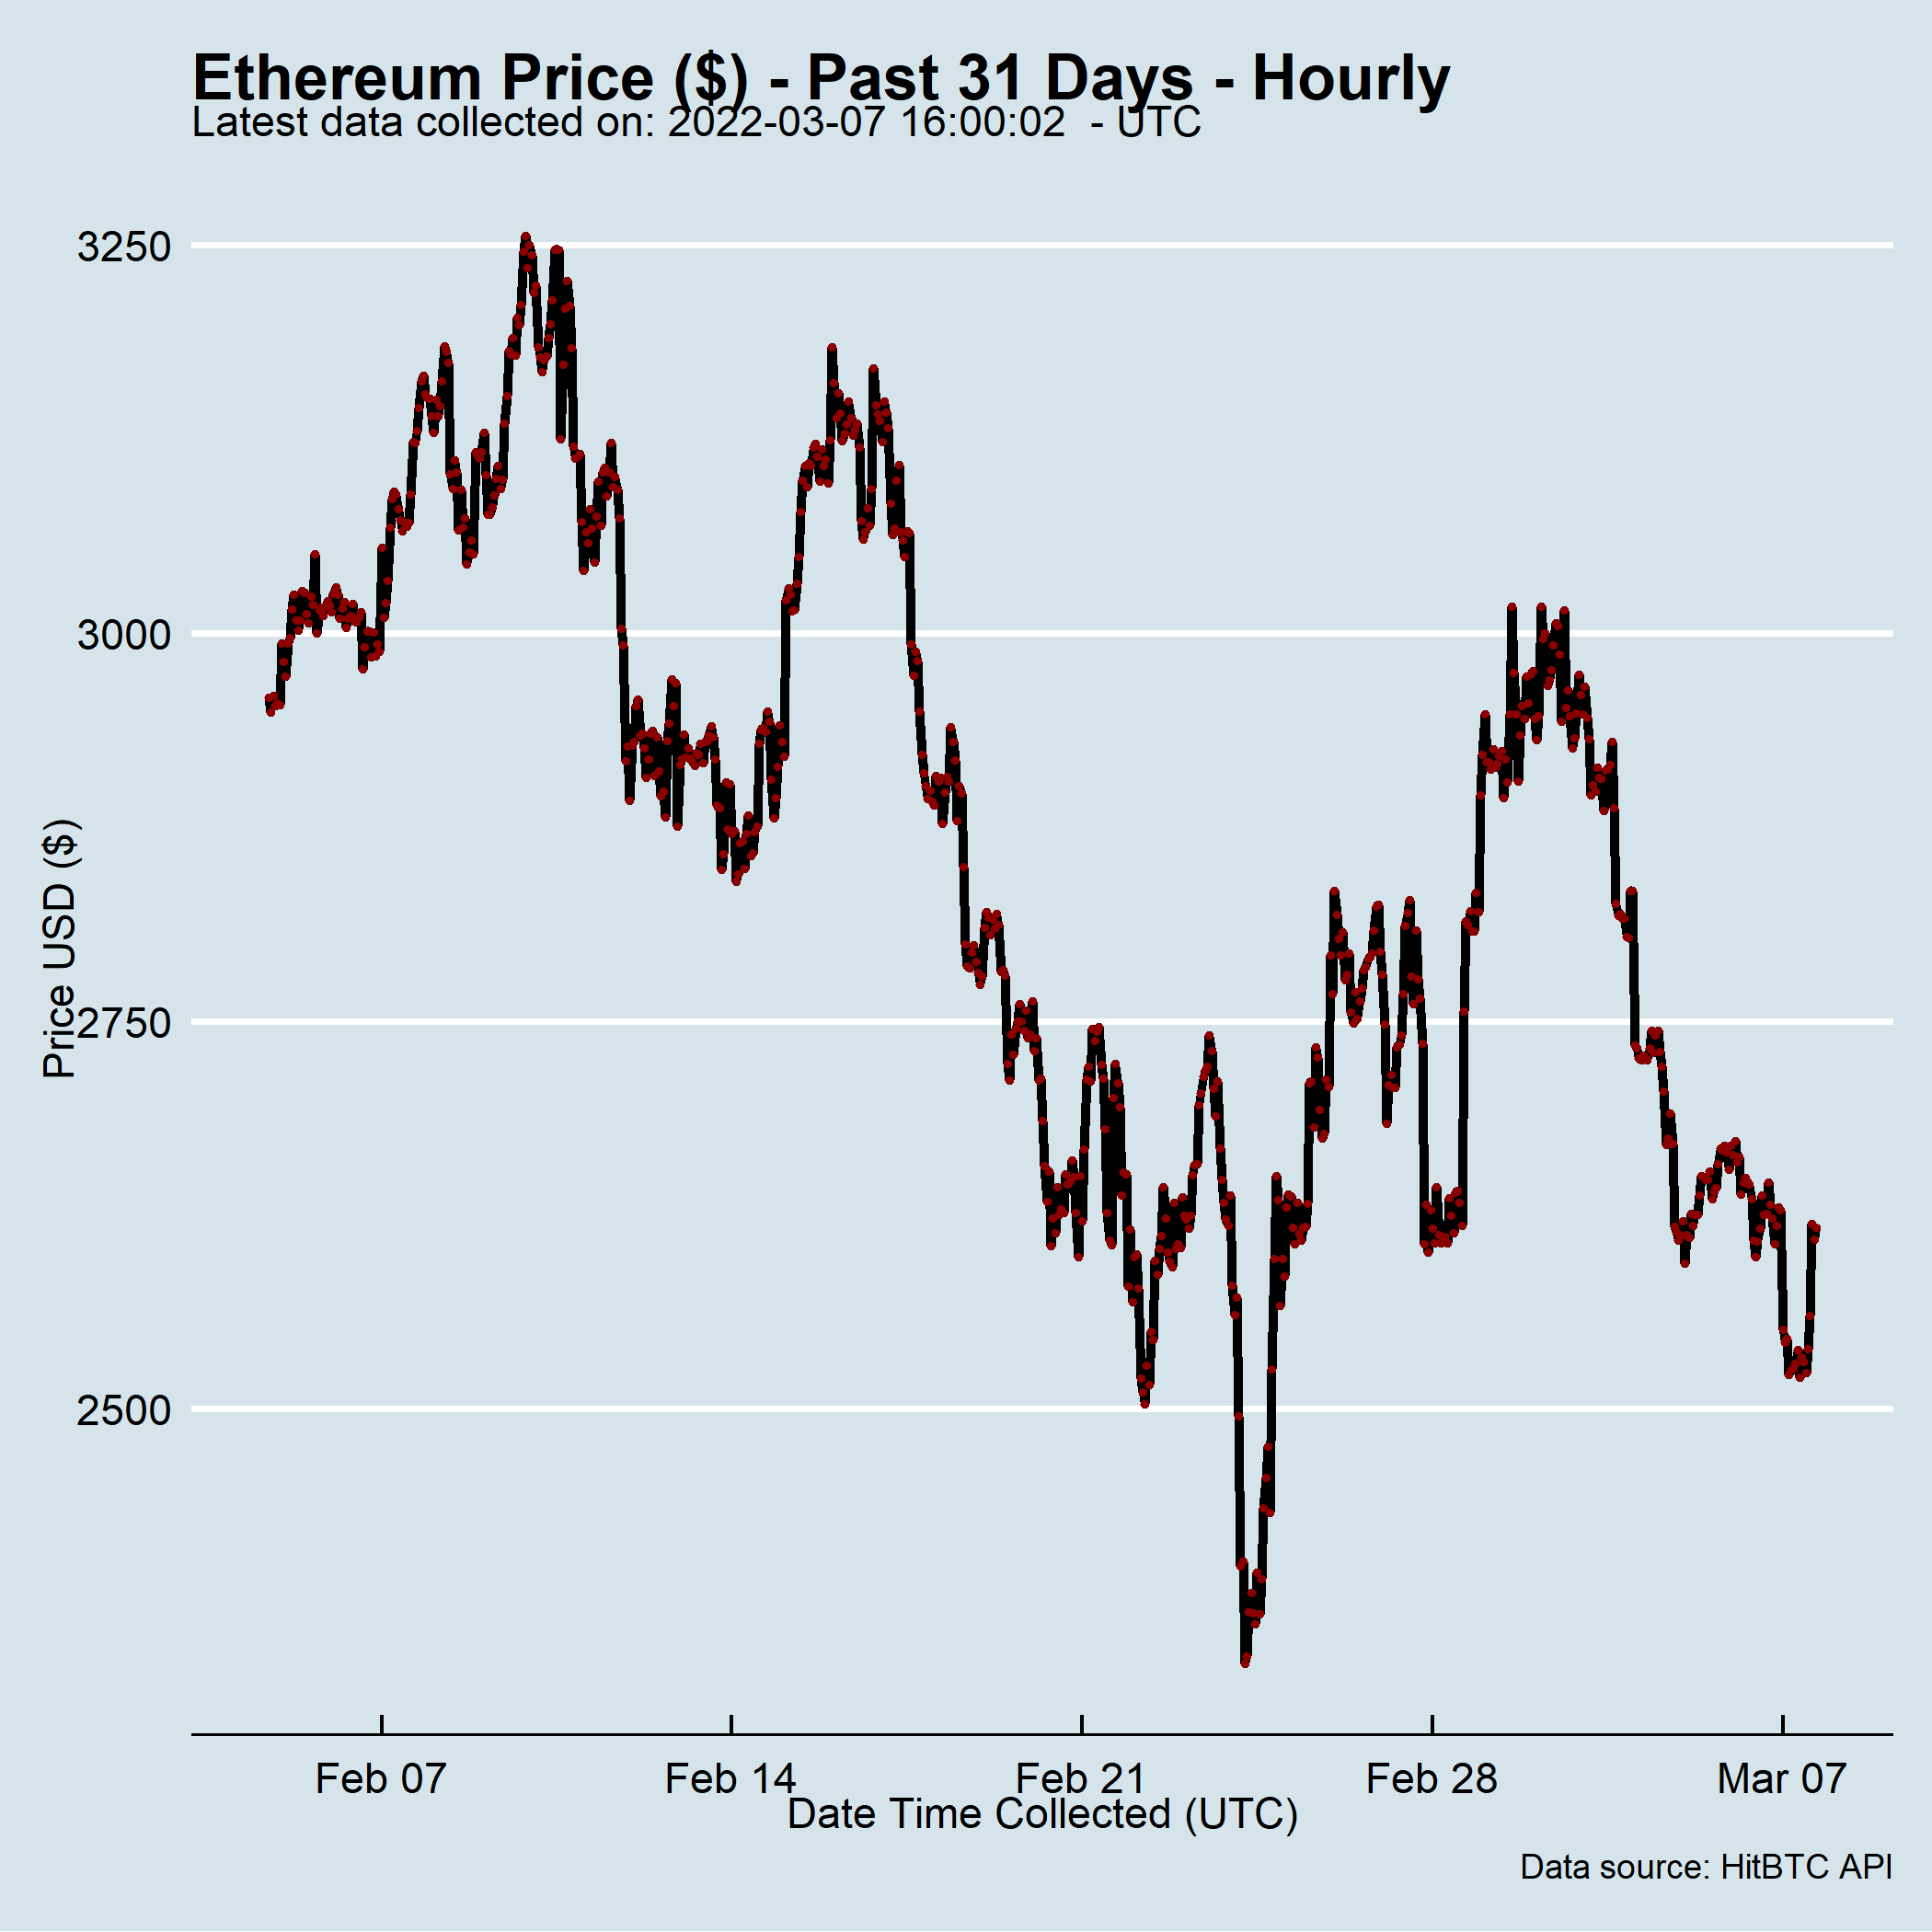 Ethereum Price ($) - Past 31 Days - Hourly
Latest data collected on: 2022-03-07 16:00:02  - UTC
Price USD ($)
3250
3000
2750
2500
Feb 07
Feb 14
Feb 21
Feb 28
Mar 07
Date Time Collected (UTC)
Data source: HitBTC API